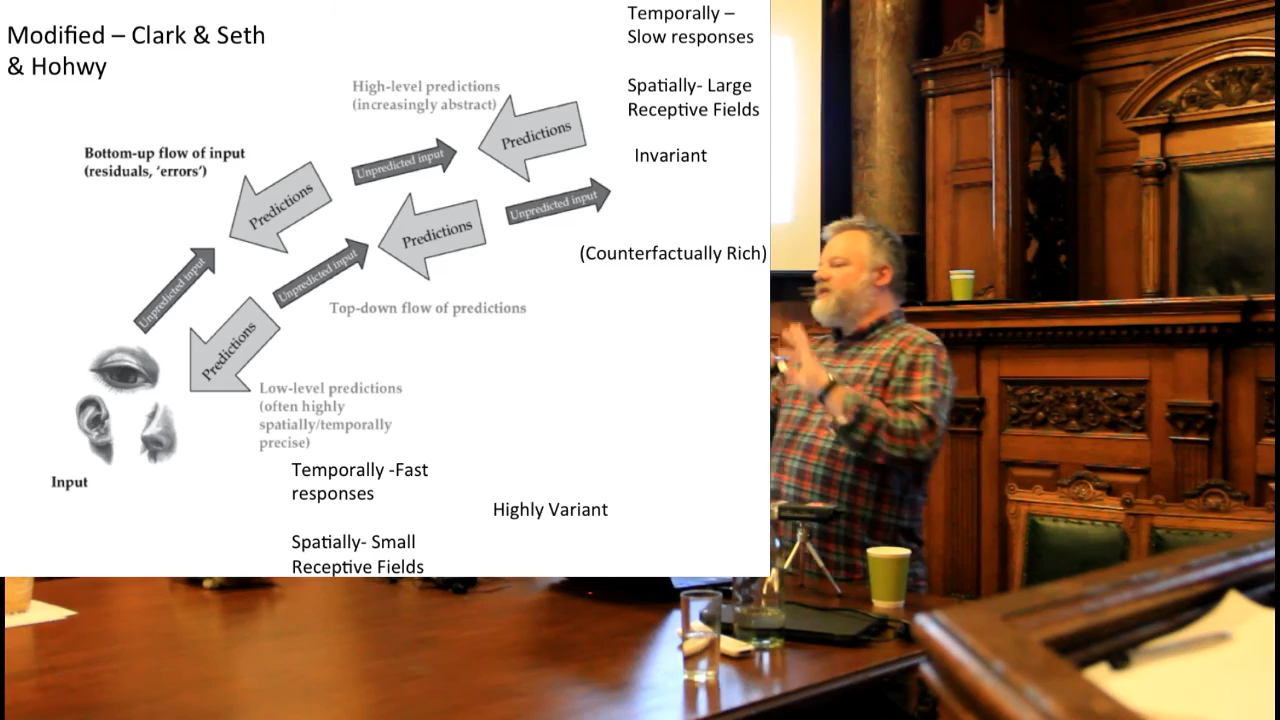 Modified – Clark & Seth
& Hohwy
Temporally –
Slow responses
Spatially- Large
Receptive Fields
Invariant
(Counterfactually Rich)
High-level predictions
(increasingly abstract)
Predictions
Unpredicted input
Bottom-up flow of input
(residuals, ‘errors’)
Predictions
Unpredicted input
Predictions
Unpredicted input
Unpredicted input
Top-down flow of predictions
Predictions
Low-level predictions
(often highly
spatially/temporally
precise)
Input
Temporally -Fast
responses
Highly Variant
Spatially- Small
Receptive Fields